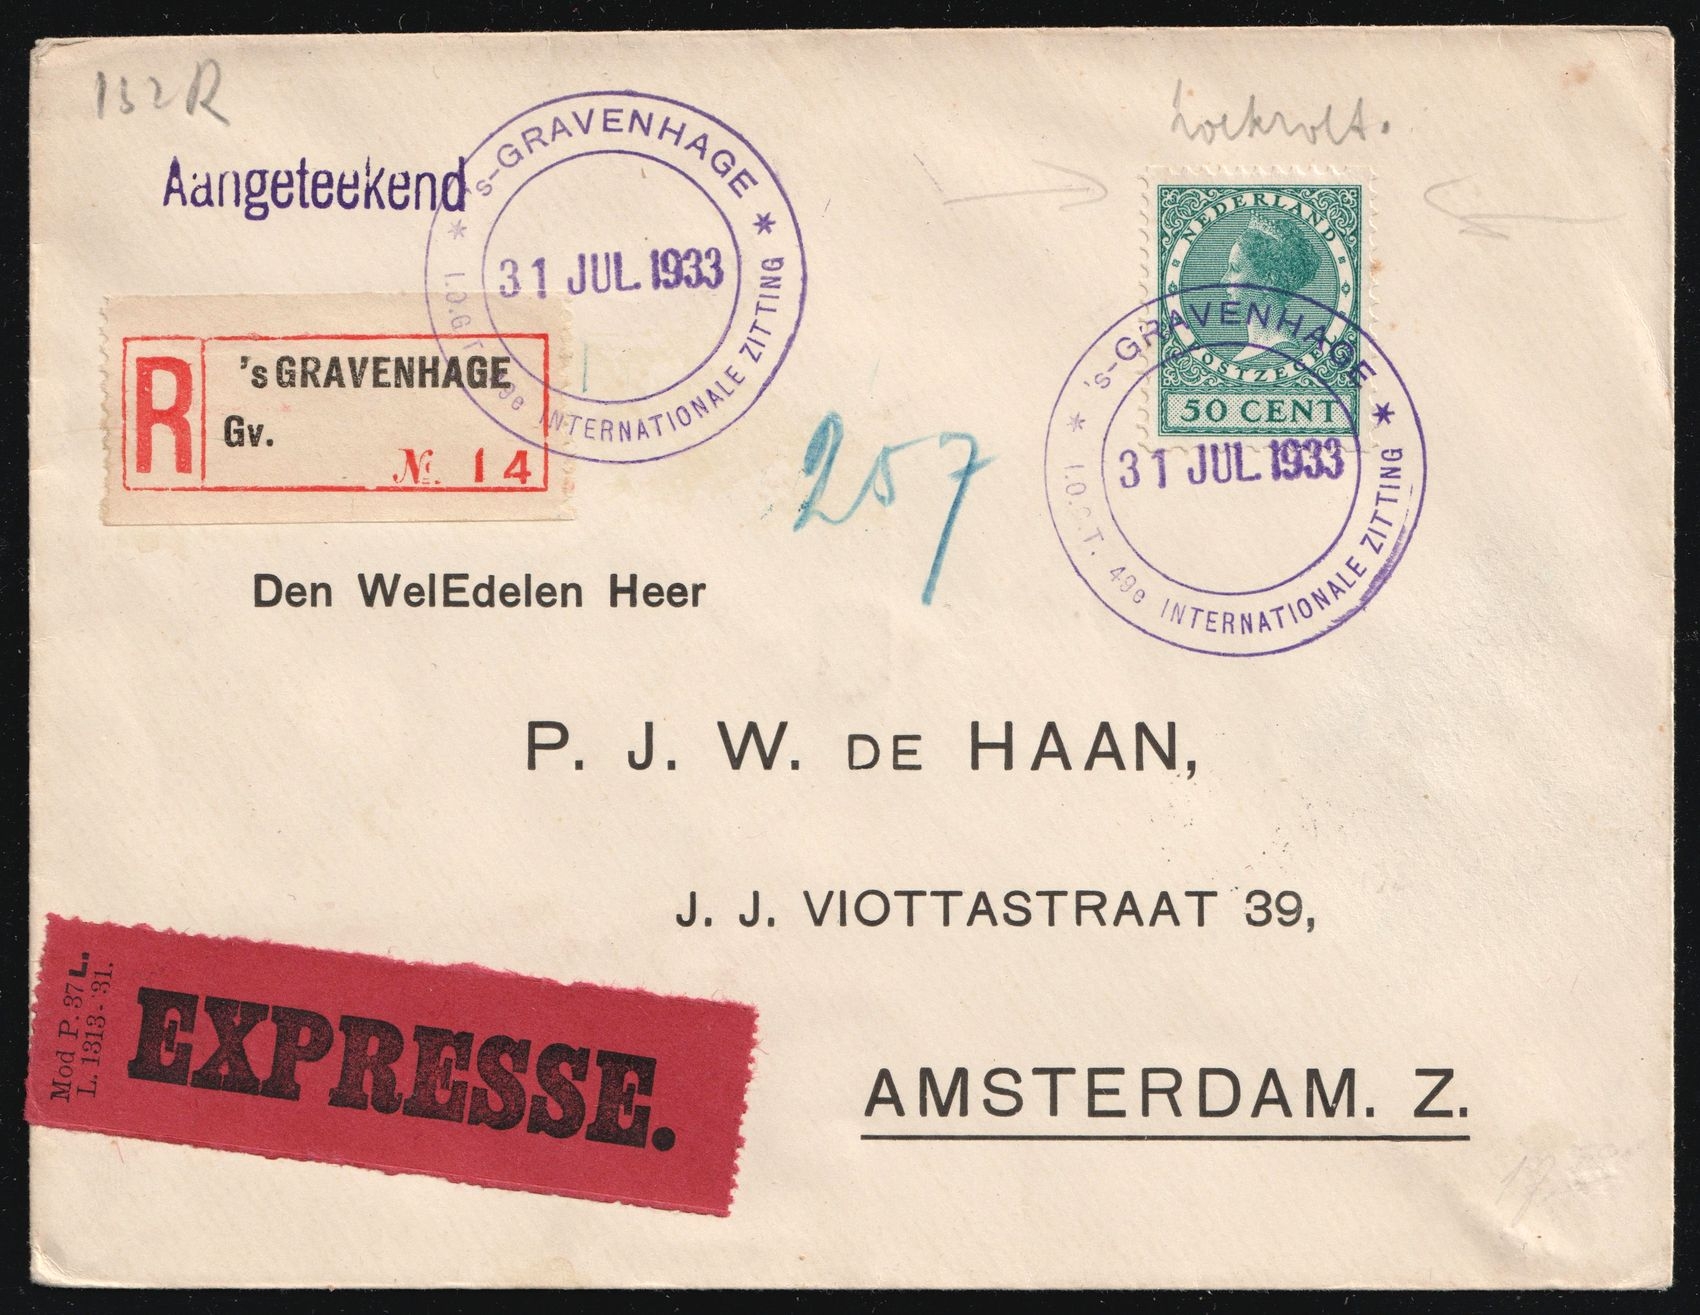 132 R
Aangeteekend
's-GRAVENHAGE
31 JUL. 1933
* I.O.G.T. 49e INTERNATIONALE ZITTING *
NEDERLAND
POSTZEGEL
50 CENT
's-GRAVENHAGE
31 JUL. 1933
* I.O.G.T. 49e INTERNATIONALE ZITTING *
R
's GRAVENHAGE
Gv.
No. 14
257
Den WelEdelen Heer
P. J. W. DE HAAN,
J. J. VIOTTASTRAAT 39,
AMSTERDAM. Z.
Mod P. 37 L.
L. 1313-'31.
EXPRESSE.